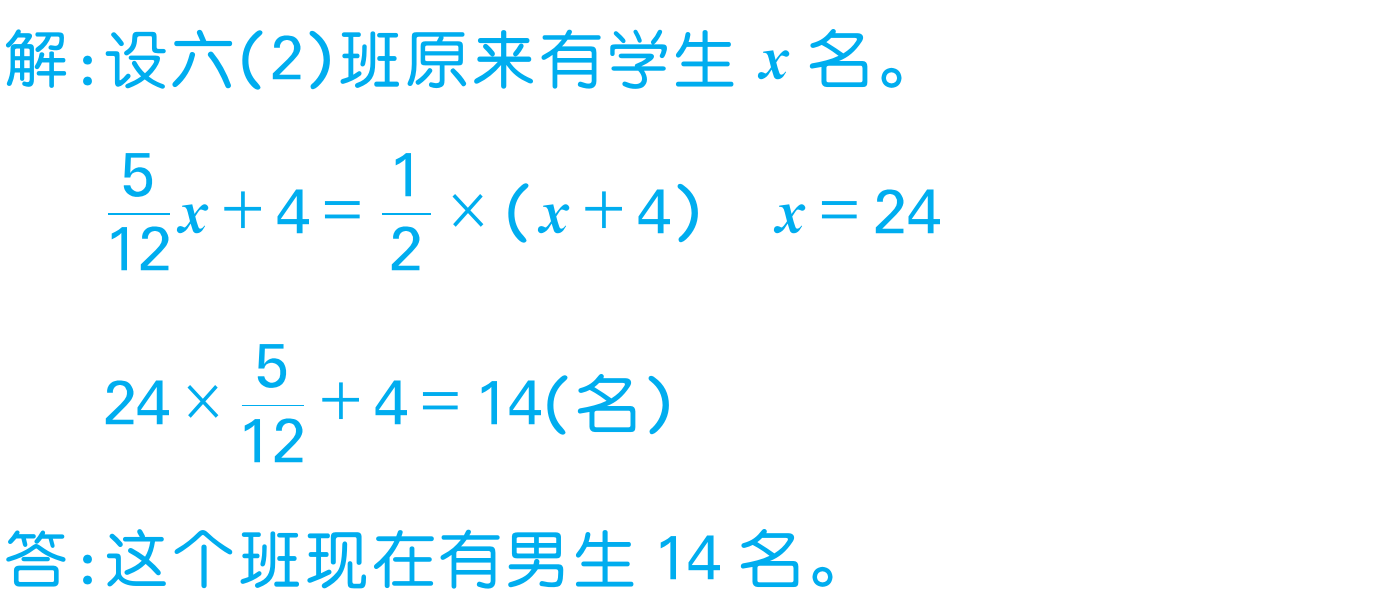 解：设六(2)班原来有学生 x 名。
5/12 x + 4 = 1/2 × (x + 4)　x = 24
24 × 5/12 + 4 = 14(名)
答：这个班现在有男生 14 名。